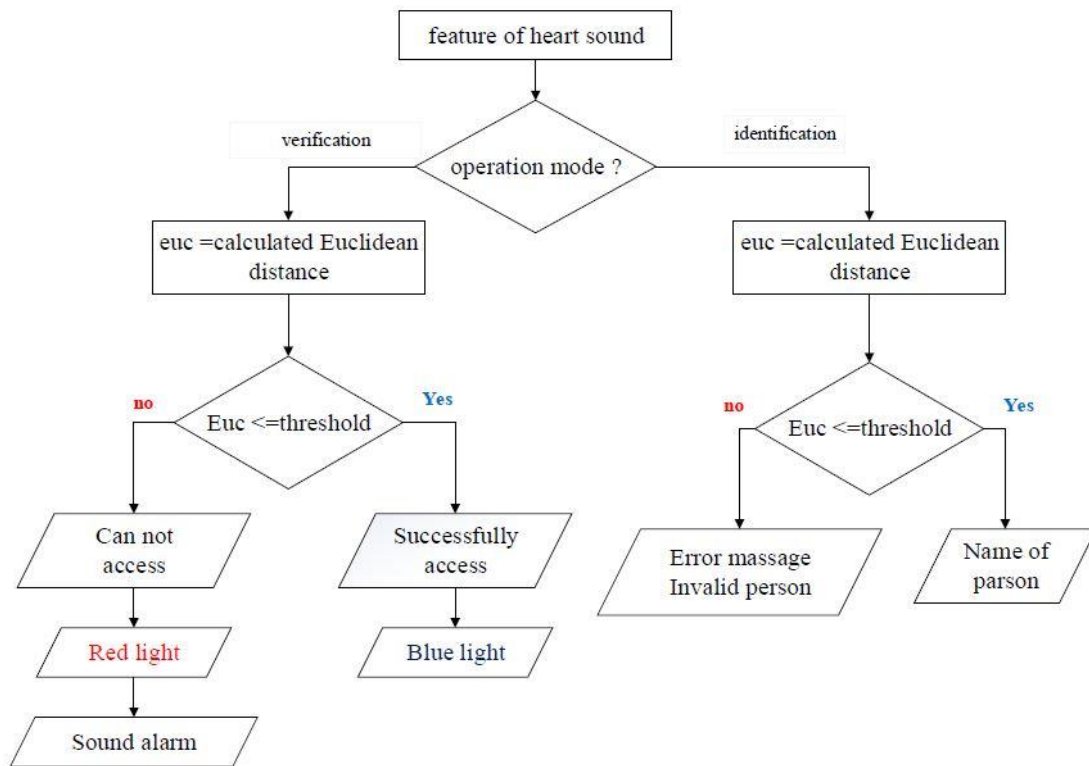 feature of heart sound
verification
identification
operation mode ?
euc =calculated Euclidean
distance
euc =calculated Euclidean
distance
no
Yes
Euc <=threshold
no
Yes
Euc <=threshold
Can not
access
Successfully
access
Error massage
Invalid person
Name of
parson
Red light
Blue light
Sound alarm